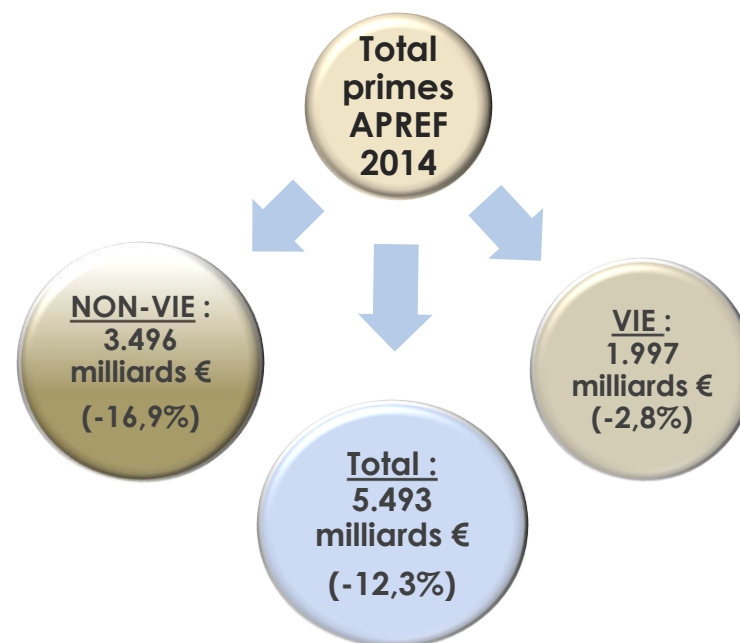 Total
primes
APREF
2014
NON-VIE :
3.496
milliards €
(-16,9%)
VIE :
1.997
milliards €
(-2,8%)
Total :
5.493
milliards €
(-12,3%)